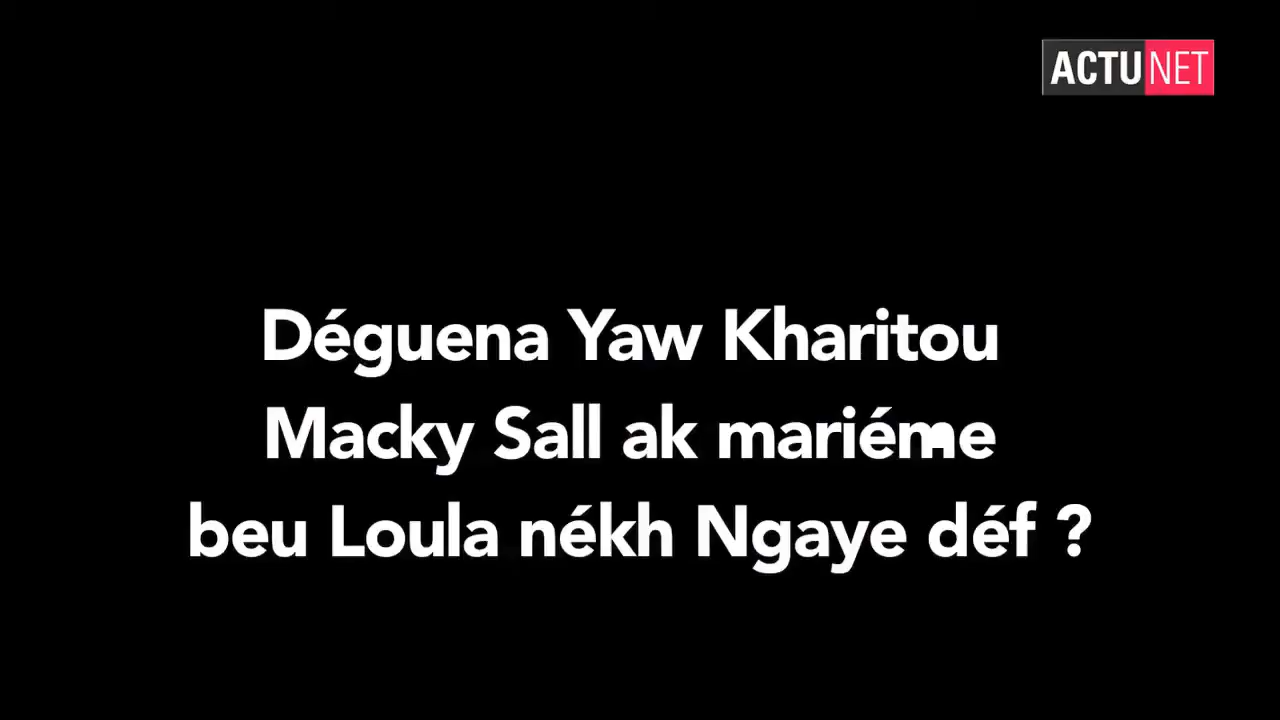 ACTUNET
Déguena Yaw Kharitou
Macky Sall ak mariéme
beu Loula nékh Ngaye déf ?